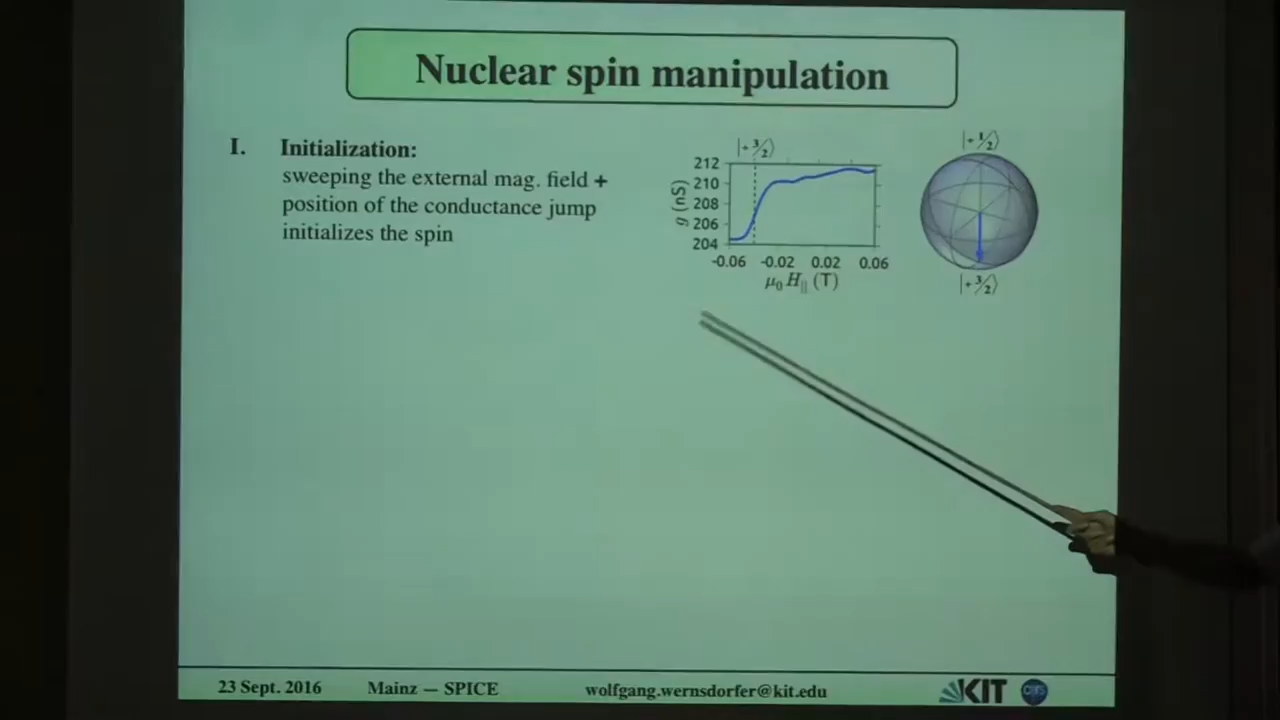 Nuclear spin manipulation
I. Initialization:
sweeping the external mag. field +
position of the conductance jump
initializes the spin
|+3/2⟩
212
210
208
206
204
g (nS)
-0.06 -0.02 0.02 0.06
μ₀H|| (T)
|+1/2⟩
|+3/2⟩
23 Sept. 2016 Mainz — SPICE wolfgang.wernsdorfer@kit.edu KIT